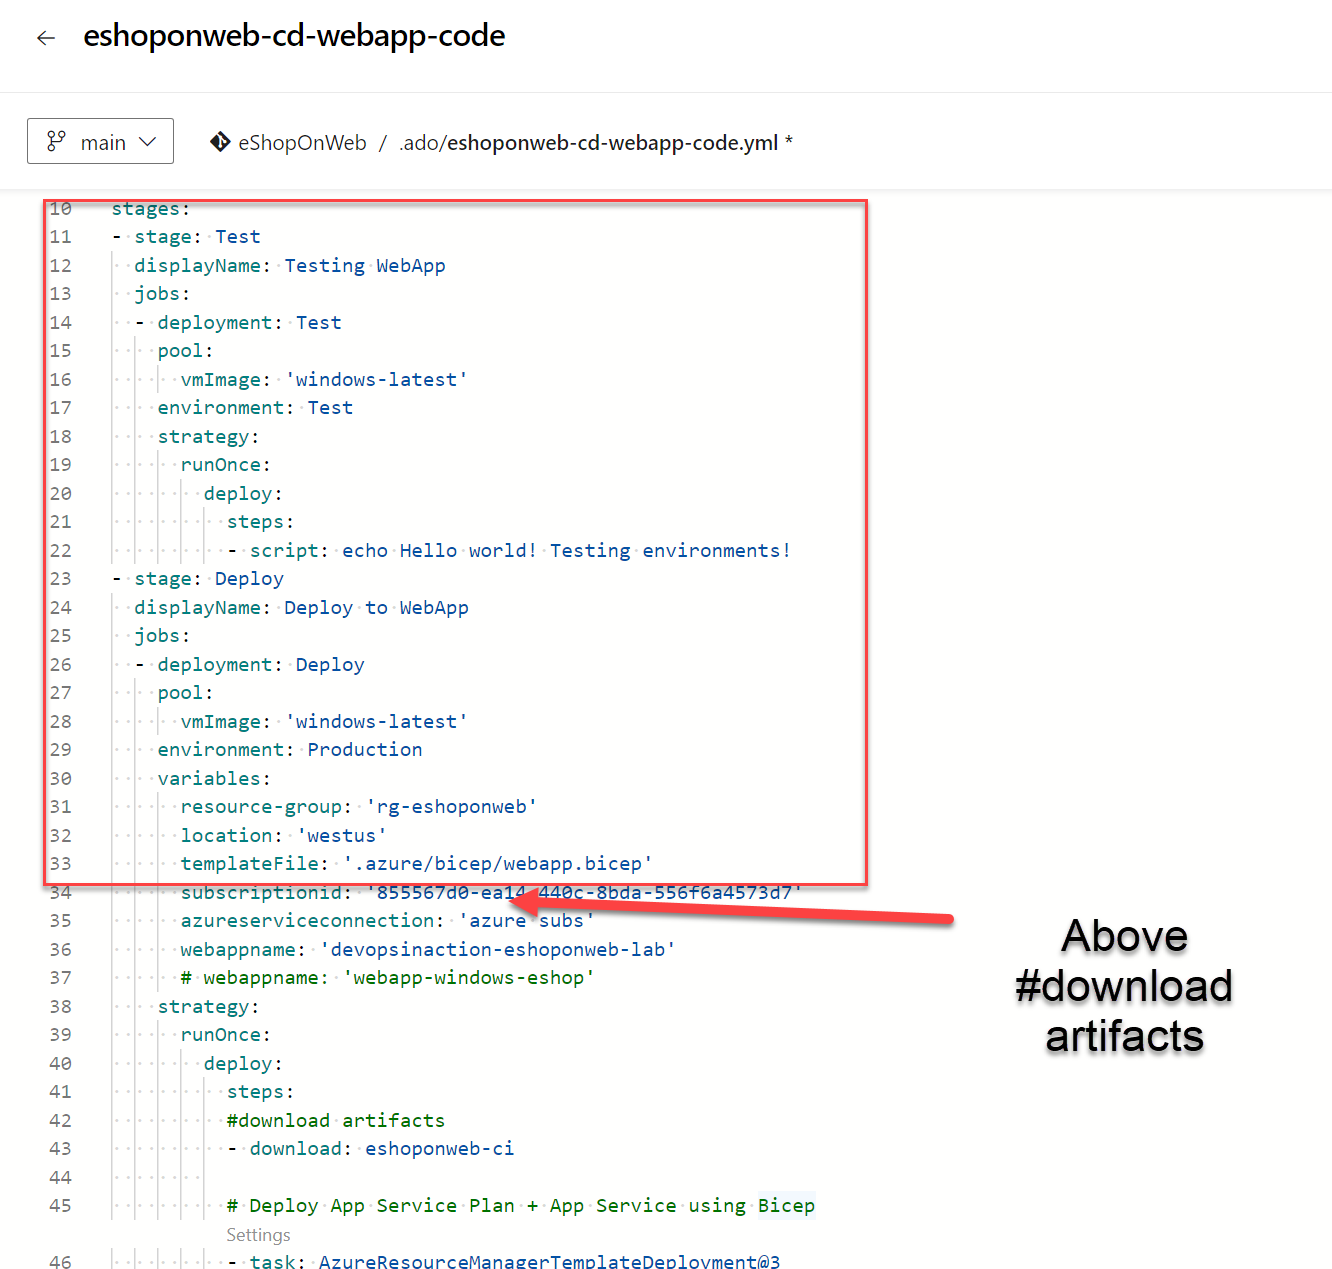 eshoponweb-cd-webapp-code
main
eShopOnWeb / .ado/eshoponweb-cd-webapp-code.yml *
10 stages:
11 - stage: Test
12 displayName: Testing WebApp
13 jobs:
14 - deployment: Test
15 pool:
16 vmImage: 'windows-latest'
17 environment: Test
18 strategy:
19 runOnce:
20 deploy:
21 steps:
22 - script: echo Hello world! Testing environments!
23 - stage: Deploy
24 displayName: Deploy to WebApp
25 jobs:
26 - deployment: Deploy
27 pool:
28 vmImage: 'windows-latest'
29 environment: Production
30 variables:
31 resource-group: 'rg-eshoponweb'
32 location: 'westus'
33 templateFile: '.azure/bicep/webapp.bicep'
34 subscriptionid: '855567d0-ea14-440c-8bda-556f6a4573d7'
35 azureserviceconnection: 'azure subs'
36 webappname: 'devopsinaction-eshoponweb-lab'
37 # webappname: 'webapp-windows-eshop'
38 strategy:
39 runOnce:
40 deploy:
41 steps:
42 #download artifacts
43 - download: eshoponweb-ci
44
45 # Deploy App Service Plan + App Service using Bicep
Settings
46 - task: AzureResourceManagerTemplateDeployment@3
Above
#download
artifacts